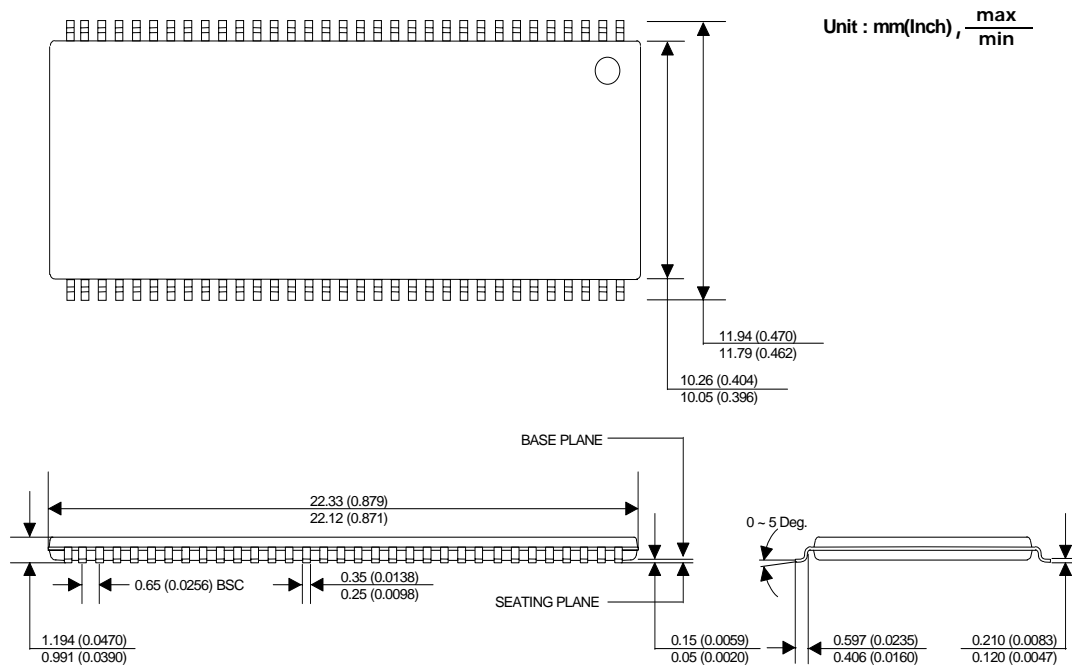 Unit : mm(Inch) , max
min
11.94 (0.470)
11.79 (0.462)
10.26 (0.404)
10.05 (0.396)
BASE PLANE
22.33 (0.879)
22.12 (0.871)
0 ~ 5 Deg.
0.65 (0.0256) BSC
0.35 (0.0138)
0.25 (0.0098)
SEATING PLANE
1.194 (0.0470)
0.991 (0.0390)
0.15 (0.0059)
0.05 (0.0020)
0.597 (0.0235)
0.406 (0.0160)
0.210 (0.0083)
0.120 (0.0047)